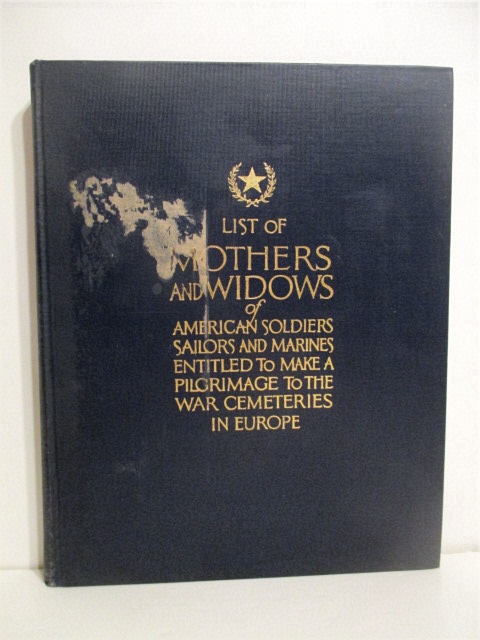 LIST OF
MOTHERS
AND WIDOWS
of
AMERICAN SOLDIERS
SAILORS AND MARINES
ENTITLED TO MAKE A
PILGRIMAGE TO THE
WAR CEMETERIES
IN EUROPE